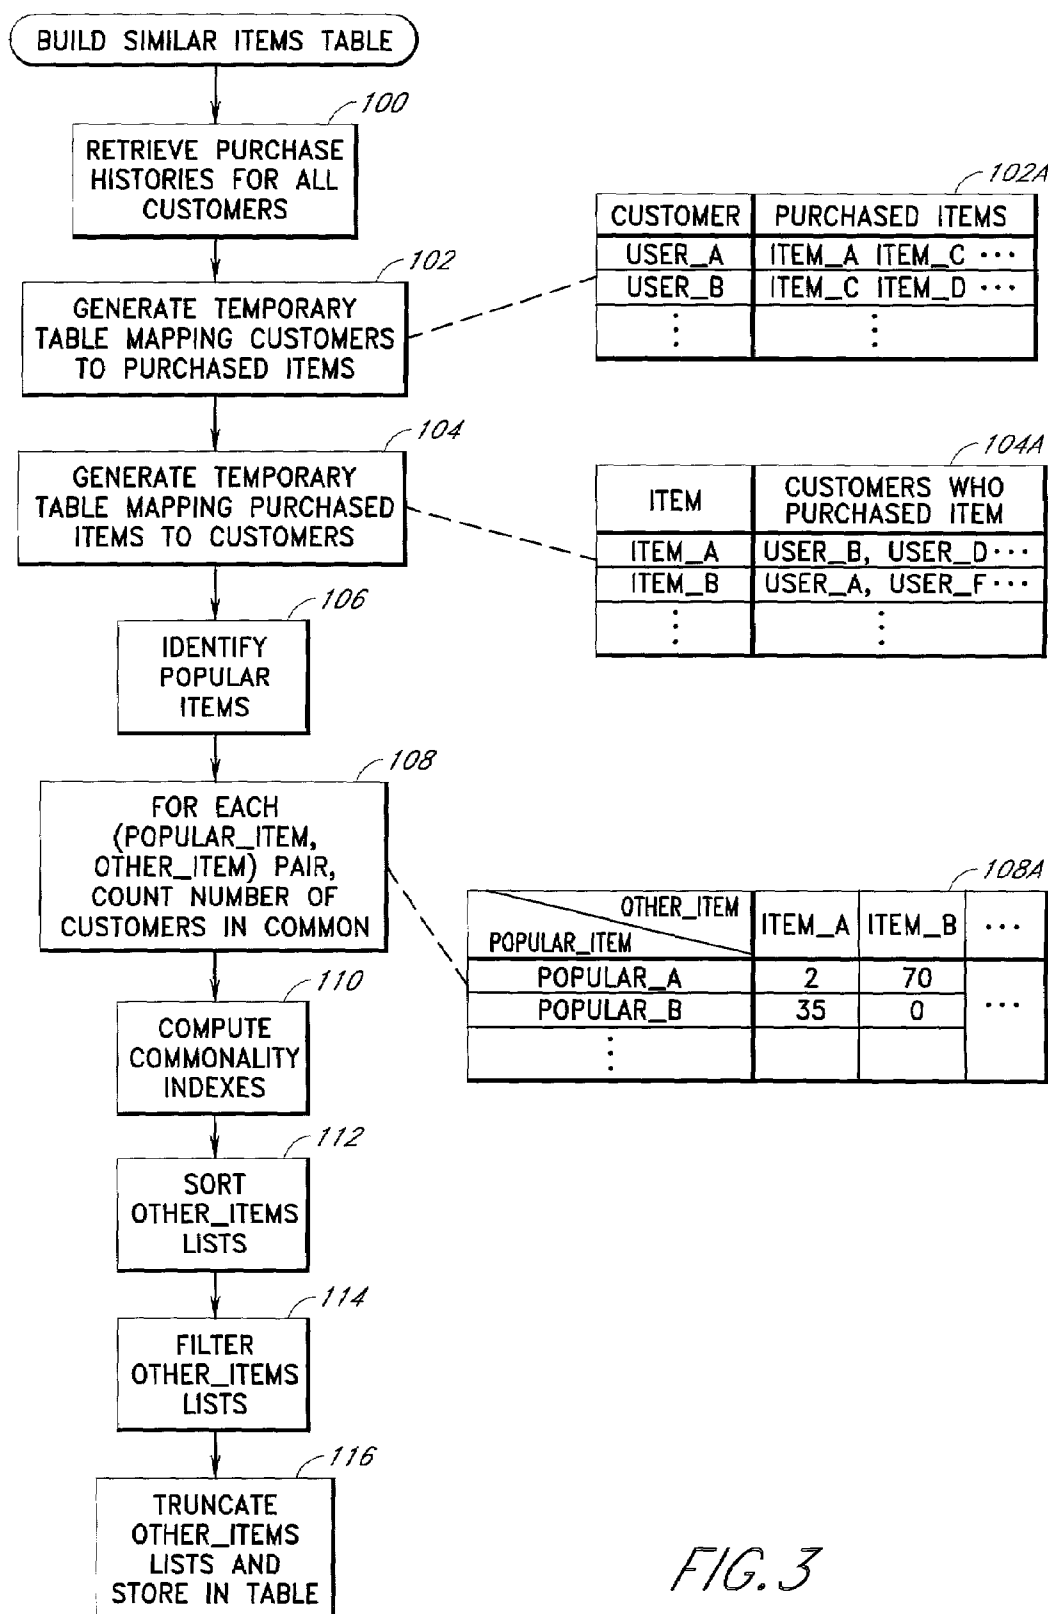 BUILD SIMILAR ITEMS TABLE
100
RETRIEVE PURCHASE
HISTORIES FOR ALL
CUSTOMERS
102
GENERATE TEMPORARY
TABLE MAPPING CUSTOMERS
TO PURCHASED ITEMS
102A
CUSTOMER PURCHASED ITEMS
USER_A ITEM_A ITEM_C ···
USER_B ITEM_C ITEM_D ···
104
GENERATE TEMPORARY
TABLE MAPPING PURCHASED
ITEMS TO CUSTOMERS
104A
ITEM CUSTOMERS WHO
PURCHASED ITEM
ITEM_A USER_B, USER_D ···
ITEM_B USER_A, USER_F ···
106
IDENTIFY
POPULAR
ITEMS
108
FOR EACH
(POPULAR_ITEM,
OTHER_ITEM) PAIR,
COUNT NUMBER OF
CUSTOMERS IN COMMON
108A
OTHER_ITEM ITEM_A ITEM_B ···
POPULAR_ITEM
POPULAR_A 2 70
POPULAR_B 35 0 ···
110
COMPUTE
COMMONALITY
INDEXES
112
SORT
OTHER_ITEMS
LISTS
114
FILTER
OTHER_ITEMS
LISTS
116
TRUNCATE
OTHER_ITEMS
LISTS AND
STORE IN TABLE
FIG. 3